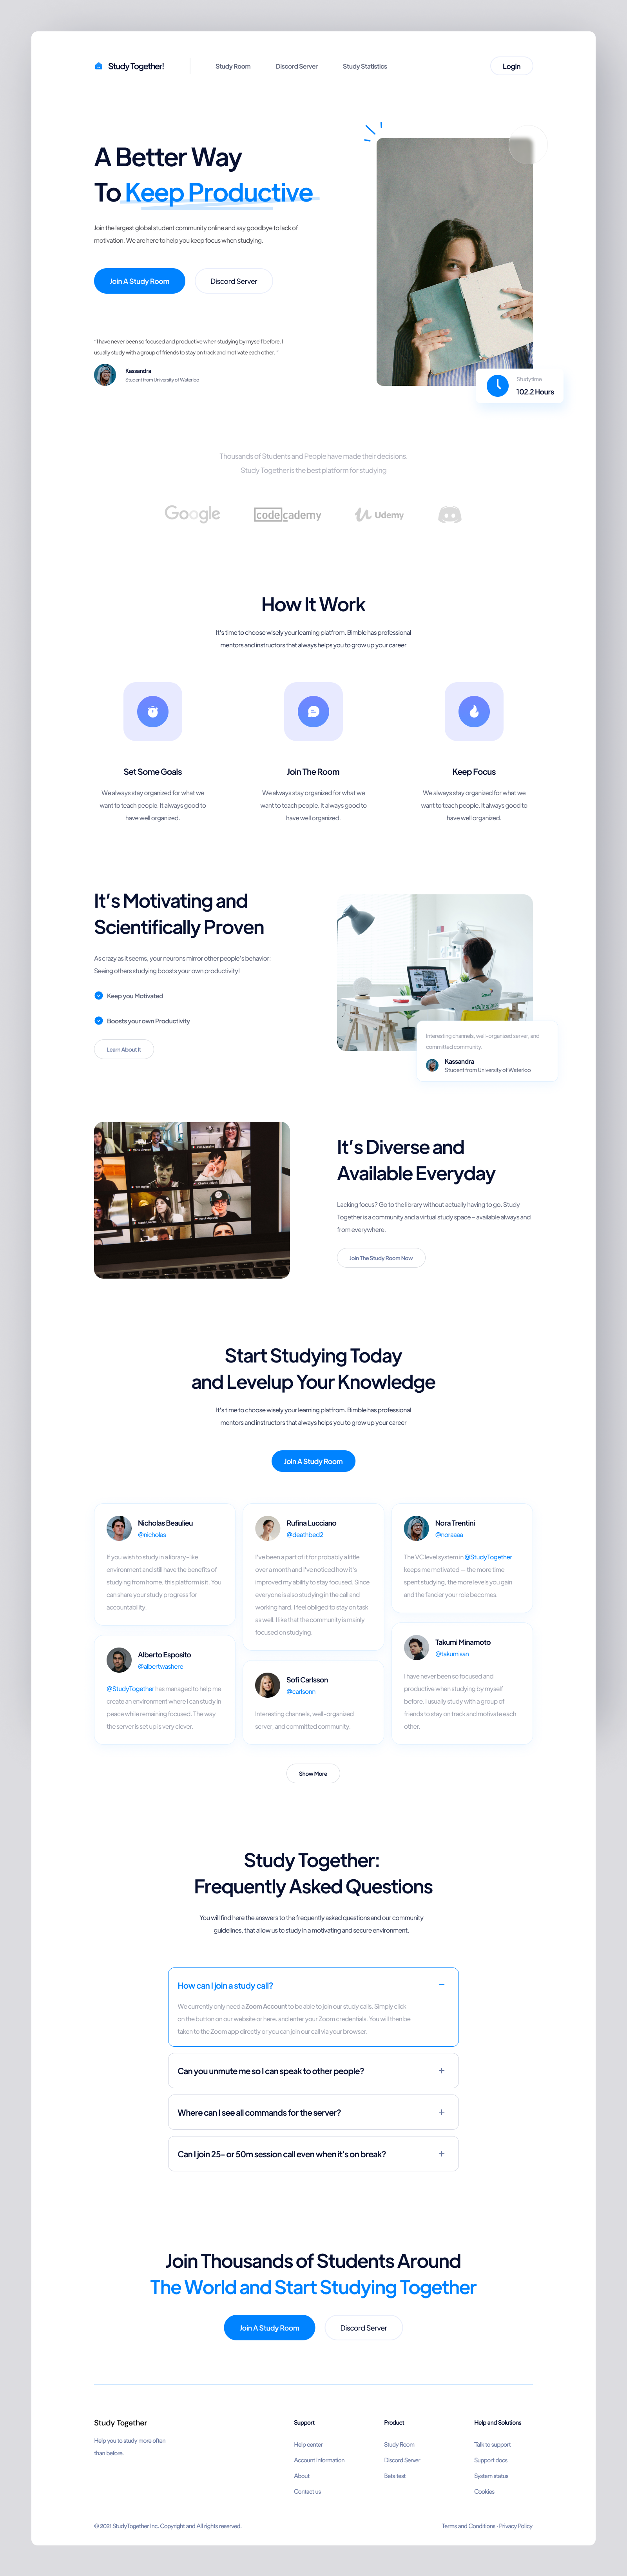 Study Together!
Study Room
Discord Server
Study Statistics
Login
A Better Way
To Keep Productive
Join the largest global student community online and say goodbye to lack of
motivation. We are here to help you keep focus when studying.
Join A Study Room
Discord Server
"I have never been so focused and productive when studying by myself before. I
usually study with a group of friends to stay on track and motivate each other. "
Kassandra
Student from University of Waterloo
Studytime
102.2 Hours
Thousands of Students and People have made their decisions.
Study Together is the best platform for studying
Google
codecademy
Udemy
How It Work
It's time to choose wisely your learning platfrom. Bimble has professional
mentors and instructors that always helps you to grow up your career
Set Some Goals
We always stay organized for what we
want to teach people. It always good to
have well organized.
Join The Room
We always stay organized for what we
want to teach people. It always good to
have well organized.
Keep Focus
We always stay organized for what we
want to teach people. It always good to
have well organized.
It's Motivating and
Scientifically Proven
As crazy as it seems, your neurons mirror other people's behavior:
Seeing others studying boosts your own productivity!
Keep you Motivated
Boosts your own Productivity
Learn About It
Interesting channels, well-organized server, and
committed community.
Kassandra
Student from University of Waterloo
It's Diverse and
Available Everyday
Lacking focus? Go to the library without actually having to go. Study
Together is a community and a virtual study space - available always and
from everywhere.
Join The Study Room Now
Start Studying Today
and Levelup Your Knowledge
It's time to choose wisely your learning platfrom. Bimble has professional
mentors and instructors that always helps you to grow up your career
Join A Study Room
Nicholas Beaulieu
@nicholas
If you wish to study in a library-like
environment and still have the benefits of
studying from home, this platform is it. You
can share your study progress for
accountability.
Alberto Esposito
@albertwashere
@StudyTogether has managed to help me
create an environment where I can study in
peace while remaining focused. The way
the server is set up is very clever.
Rufina Lucciano
@deathbed2
I've been a part of it for probably a little
over a month and I've noticed how it's
improved my ability to stay focused. Since
everyone is also studying in the call and
working hard, I feel obliged to stay on task
as well. I like that the community is mainly
focused on studying.
Sofi Carlsson
@carlsonn
Interesting channels, well-organized
server, and committed community.
Nora Trentini
@noraaaa
The VC level system in @StudyTogether
keeps me motivated — the more time
spent studying, the more levels you gain
and the fancier your role becomes.
Takumi Minamoto
@takumisan
I have never been so focused and
productive when studying by myself
before. I usually study with a group of
friends to stay on track and motivate each
other.
Show More
Study Together:
Frequently Asked Questions
You will find here the answers to the frequently asked questions and our community
guidelines, that allow us to study in a motivating and secure environment.
How can I join a study call?
We currently only need a Zoom Account to be able to join our study calls. Simply click
on the button on our website or here. and enter your Zoom credentials. You will then be
taken to the Zoom app directly or you can join our call via your browser.
Can you unmute me so I can speak to other people?
Where can I see all commands for the server?
Can I join 25- or 50m session call even when it's on break?
Join Thousands of Students Around
The World and Start Studying Together
Join A Study Room
Discord Server
Study Together
Help you to study more often
than before.
Support
Help center
Account information
About
Contact us
Product
Study Room
Discord Server
Beta test
Help and Solutions
Talk to support
Support docs
System status
Cookies
© 2021 StudyTogether Inc. Copyright and All rights reserved.
Terms and Conditions · Privacy Policy